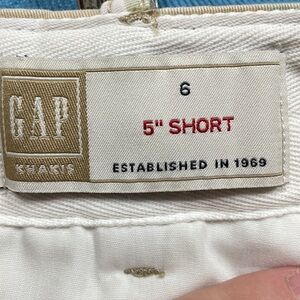 GAP
KHAKIS
6
5" SHORT
ESTABLISHED IN 1969